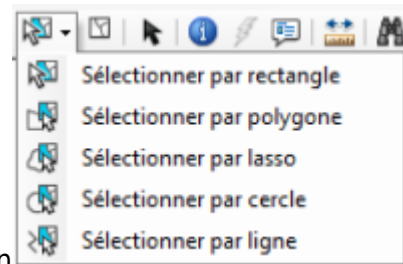 Sélectionner par rectangle
Sélectionner par polygone
Sélectionner par lasso
Sélectionner par cercle
Sélectionner par ligne
n